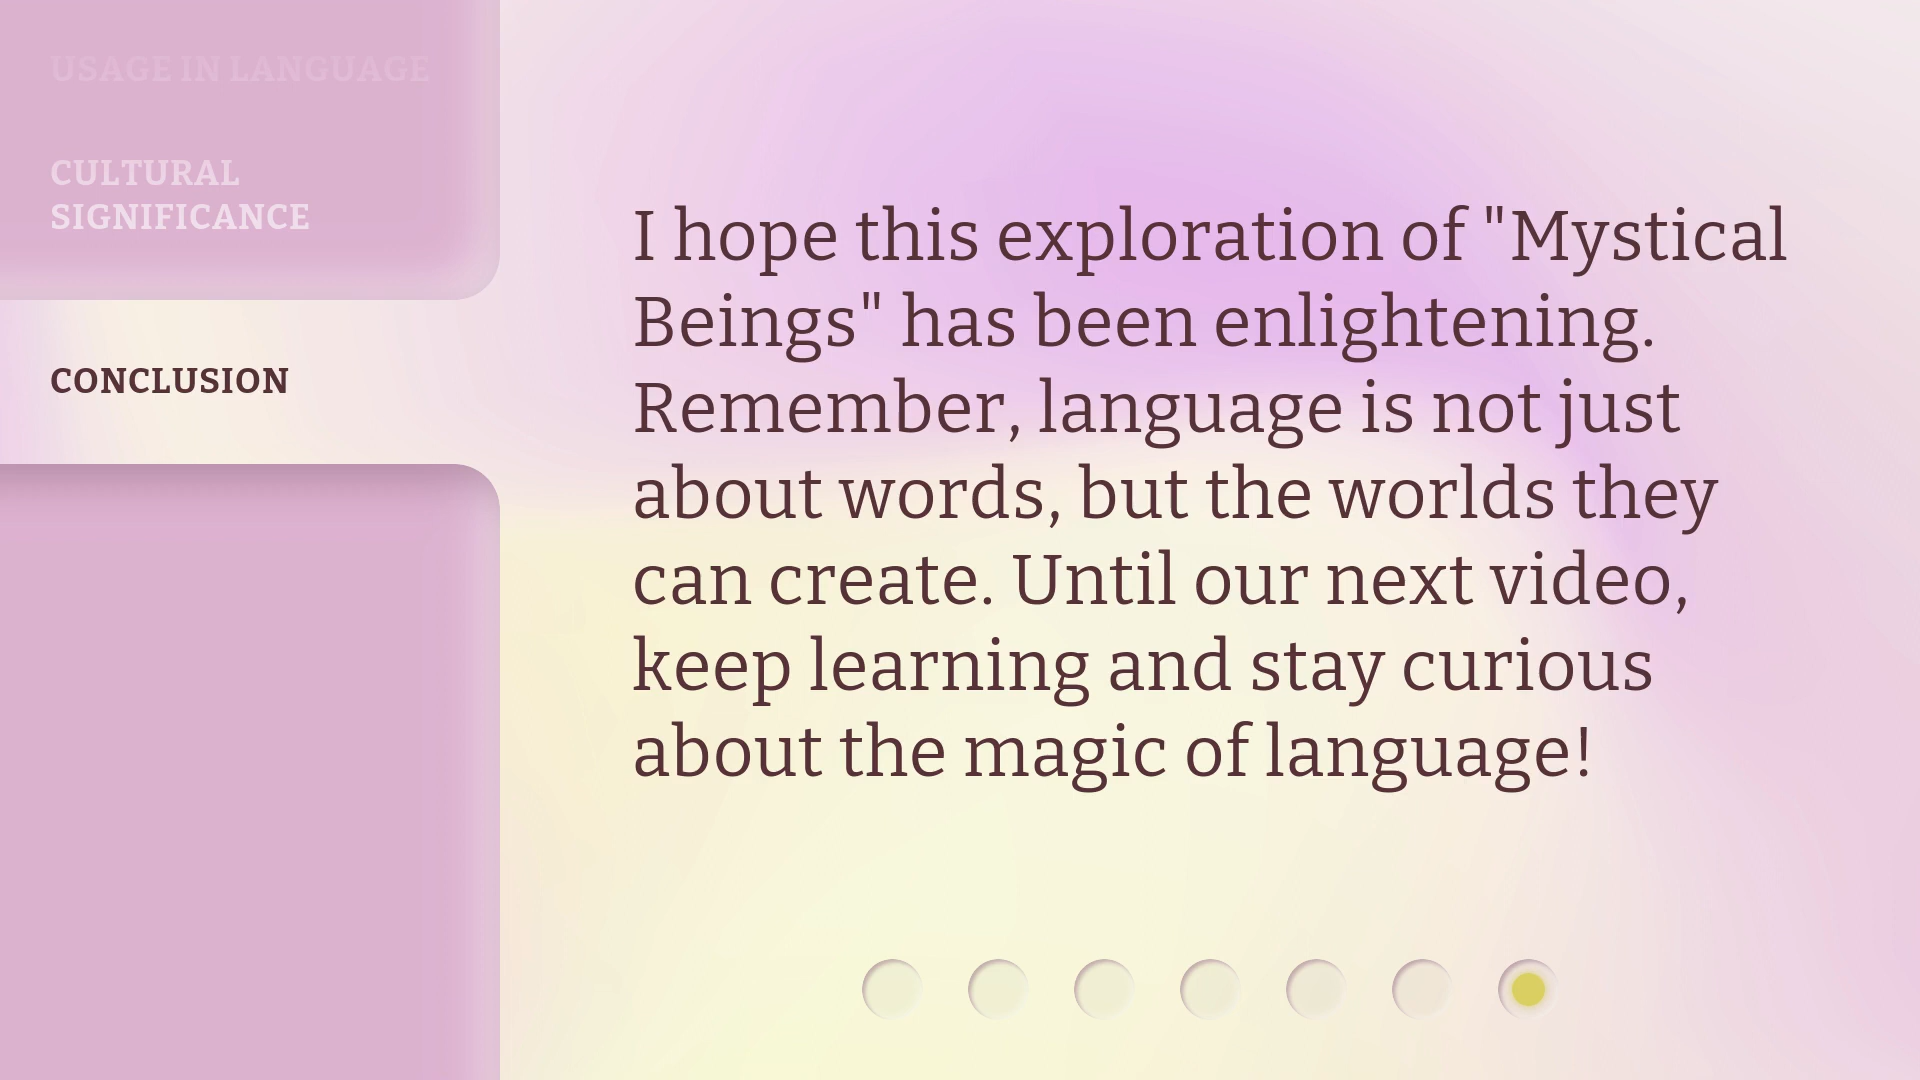 USAGE IN LANGUAGE
CULTURAL
SIGNIFICANCE
CONCLUSION
I hope this exploration of "Mystical
Beings" has been enlightening.
Remember, language is not just
about words, but the worlds they
can create. Until our next video,
keep learning and stay curious
about the magic of language!